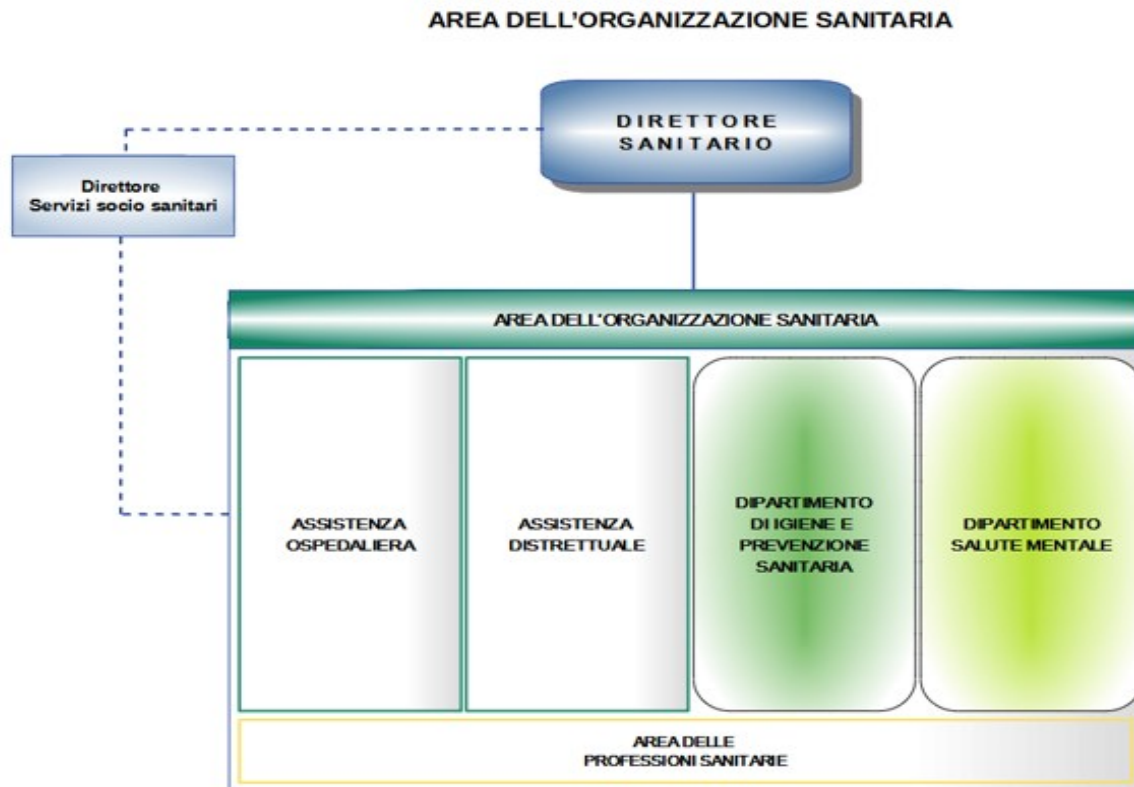 AREA DELL'ORGANIZZAZIONE SANITARIA
DIRETTORE
SANITARIO
Direttore
Servizi socio sanitari
AREA DELL'ORGANIZZAZIONE SANITARIA
ASSISTENZA
OSPEDALIERA
ASSISTENZA
DISTRETTUALE
DIPARTIMENTO
DI IGIENE E
PREVENZIONE
SANITARIA
DIPARTIMENTO
SALUTE MENTALE
AREA DELLE
PROFESSIONI SANITARIE